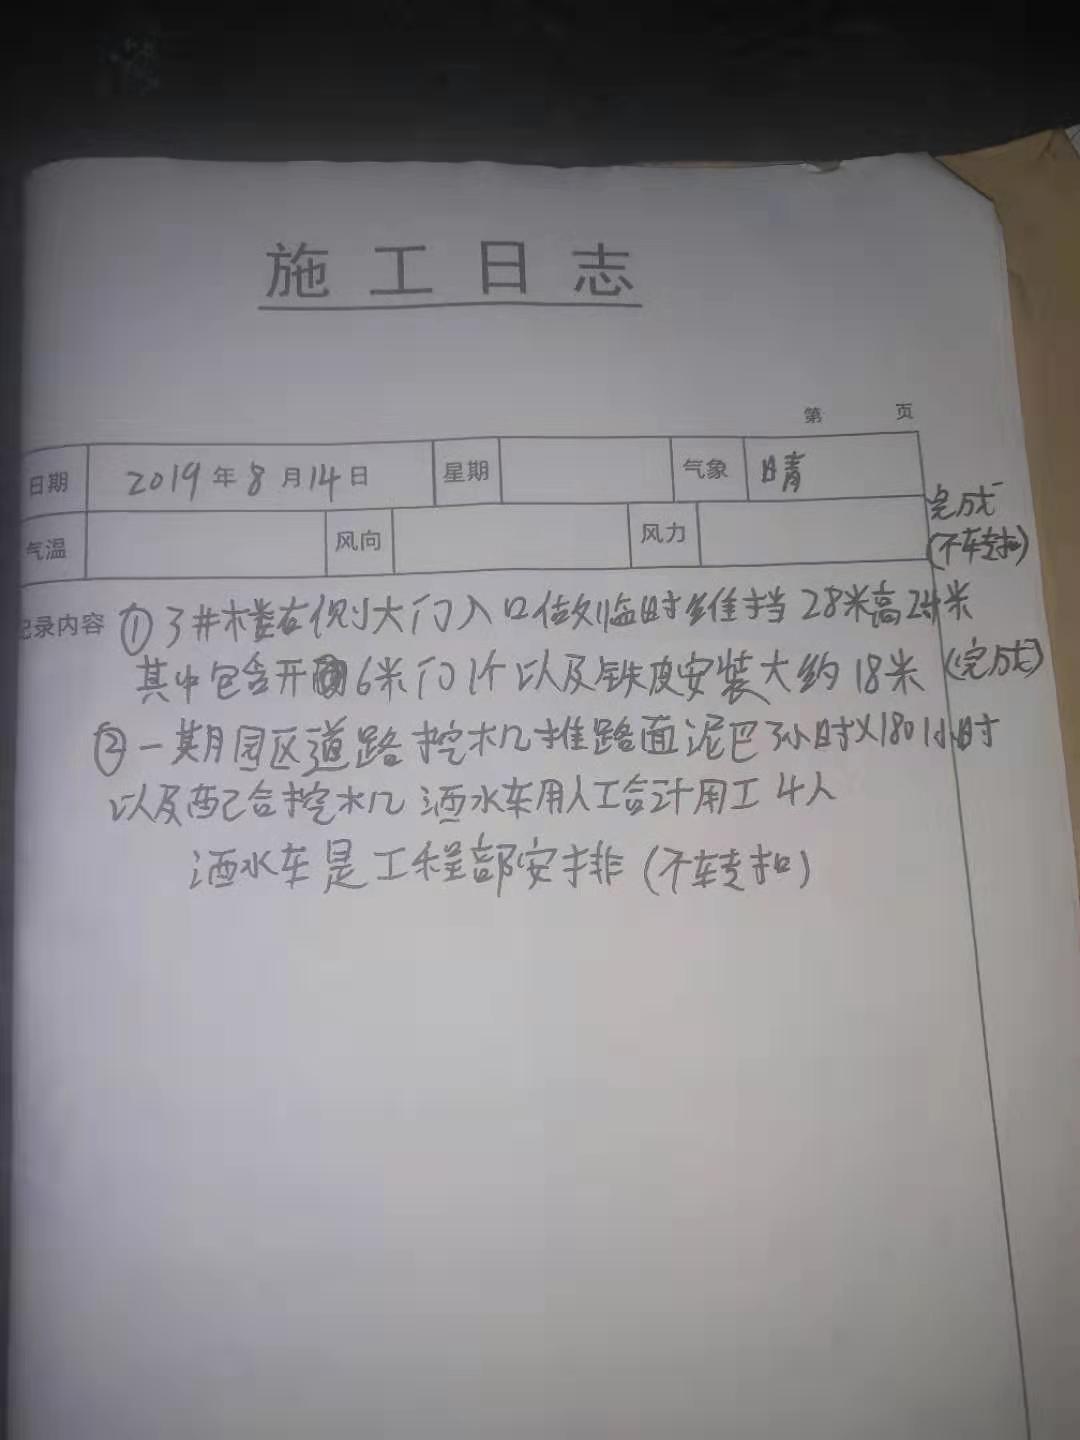 施工日志
第 页
日期 2019年8月14日 星期 气象 晴
气温 风向 风力
完成
(不转扣)
记录内容 ①3井楼右侧大门入口做临时维挡28米高2米
其中包含开6米门1个以及铁皮安装大约18米(完成)
②一期园区道路挖机推路面泥巴3小时×180/小时
以及配合挖机洒水车用人工合计用工4人
洒水车是工程部安排(不转扣)